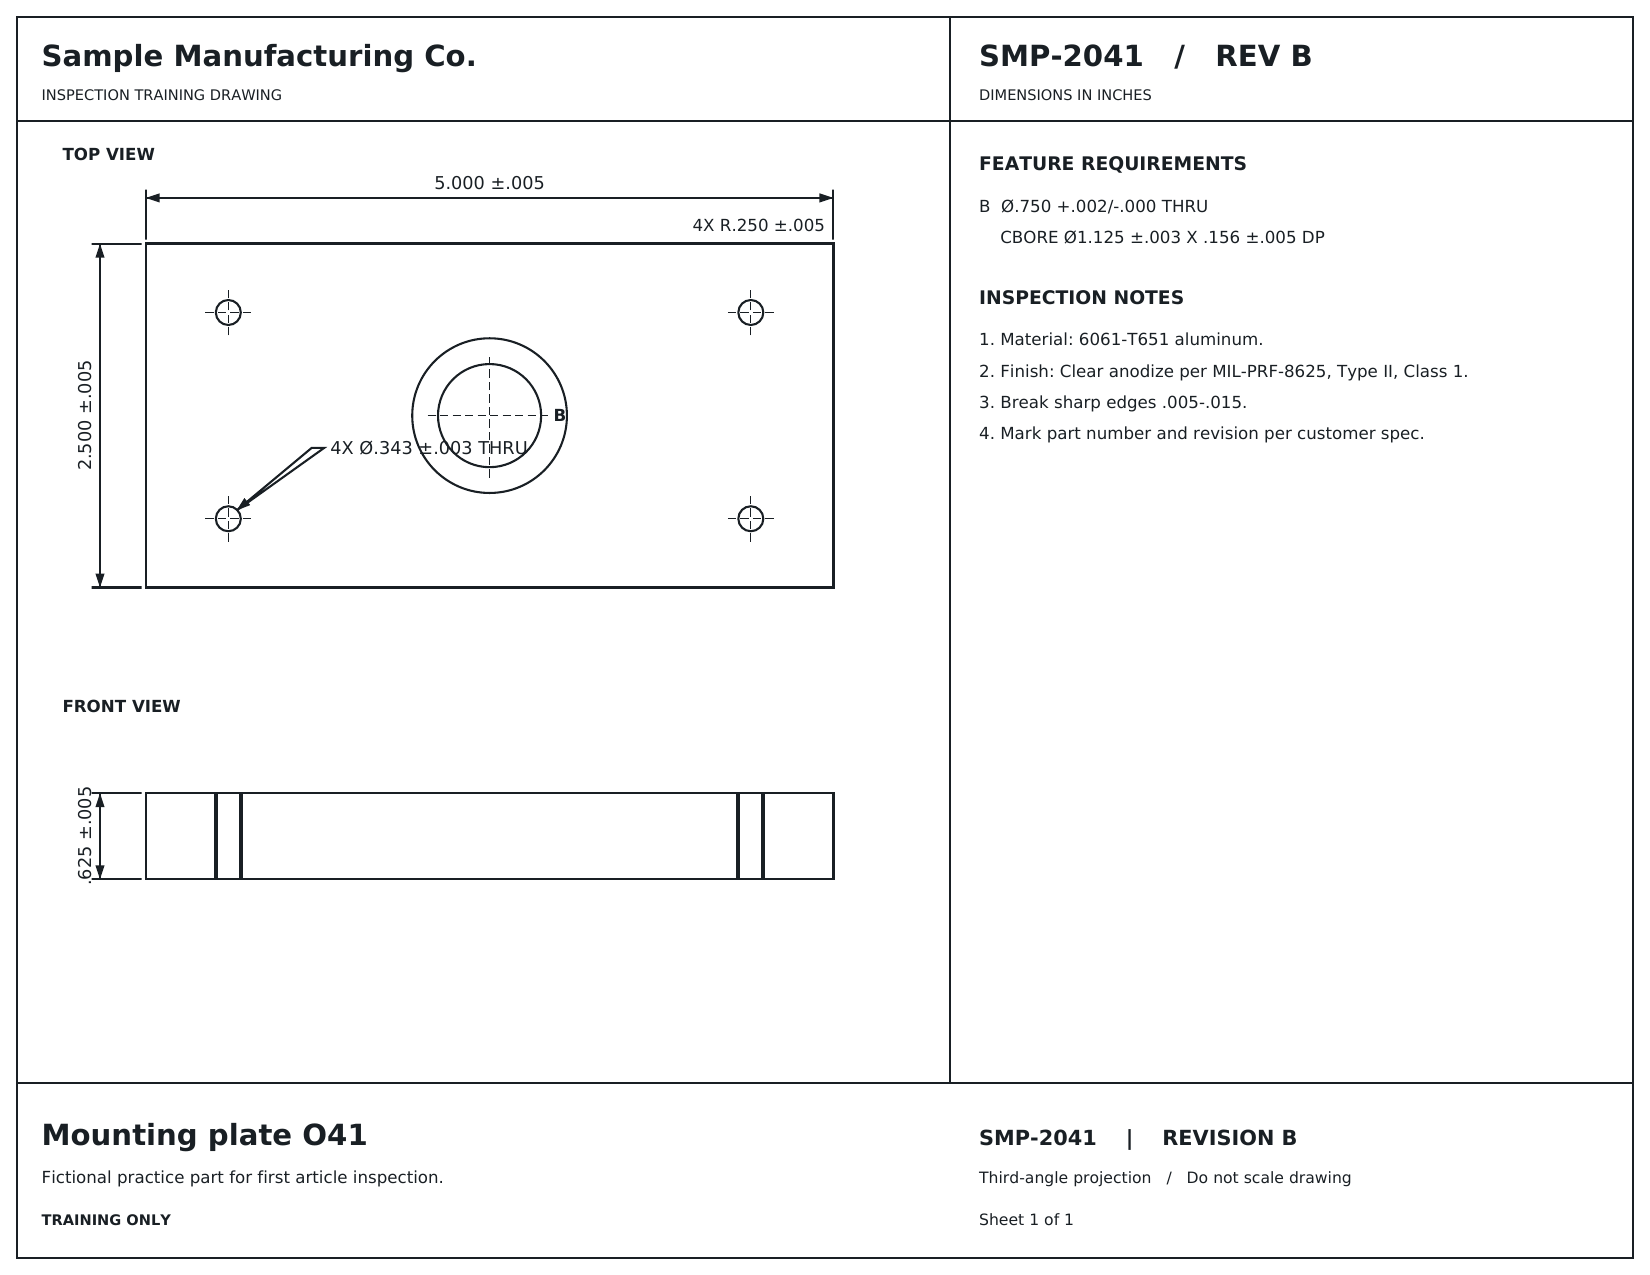 Sample Manufacturing Co.
INSPECTION TRAINING DRAWING
SMP-2041 / REV B
DIMENSIONS IN INCHES
TOP VIEW
5.000 ±.005
4X R.250 ±.005
2.500 ±.005
B
4X Ø.343 ±.003 THRU
FRONT VIEW
.625 ±.005
FEATURE REQUIREMENTS
B Ø.750 +.002/-.000 THRU
CBORE Ø1.125 ±.003 X .156 ±.005 DP
INSPECTION NOTES
1. Material: 6061-T651 aluminum.
2. Finish: Clear anodize per MIL-PRF-8625, Type II, Class 1.
3. Break sharp edges .005-.015.
4. Mark part number and revision per customer spec.
Mounting plate O41
Fictional practice part for first article inspection.
TRAINING ONLY
SMP-2041 | REVISION B
Third-angle projection / Do not scale drawing
Sheet 1 of 1